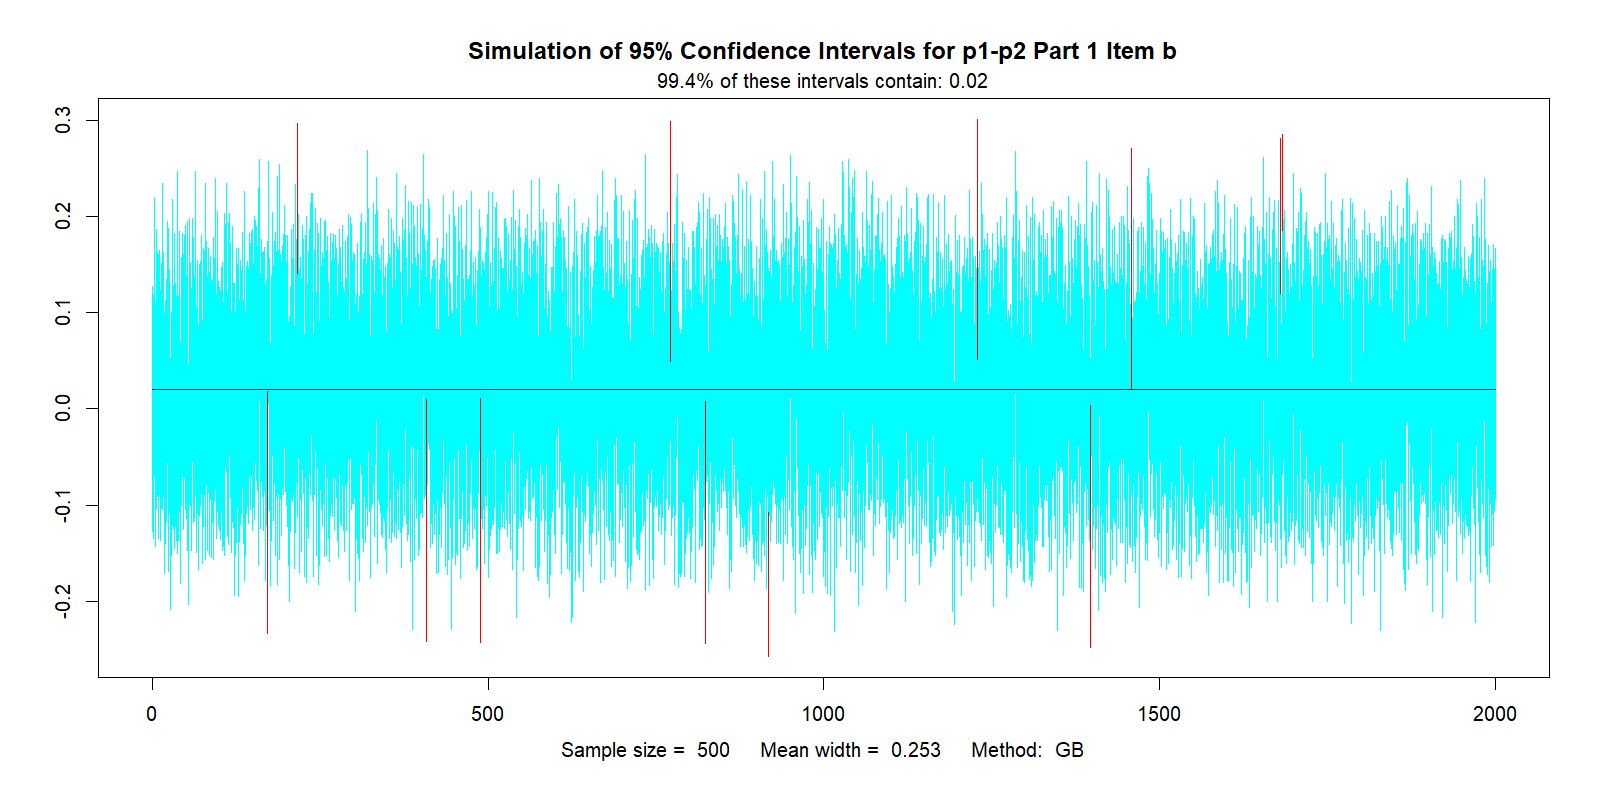 Simulation of 95% Confidence Intervals for p1-p2 Part 1 Item b
99.4% of these intervals contain: 0.02
0.3
0.2
0.1
0.0
-0.1
-0.2
0 500 1000 1500 2000
Sample size = 500 Mean width = 0.253 Method: GB